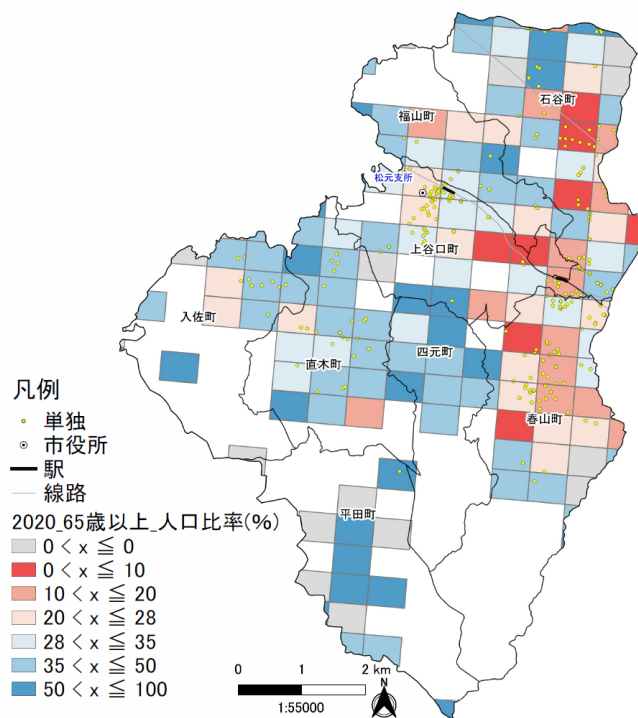 石谷町
福山町
松元支所
上谷口町
入佐町
直木町
四元町
春山町
平田町
凡例
単独
市役所
駅
線路
2020_65歳以上_人口比率(%)
0 < x ≦ 0
0 < x ≦ 10
10 < x ≦ 20
20 < x ≦ 28
28 < x ≦ 35
35 < x ≦ 50
50 < x ≦ 100
0 1 2 km
N
1:55000